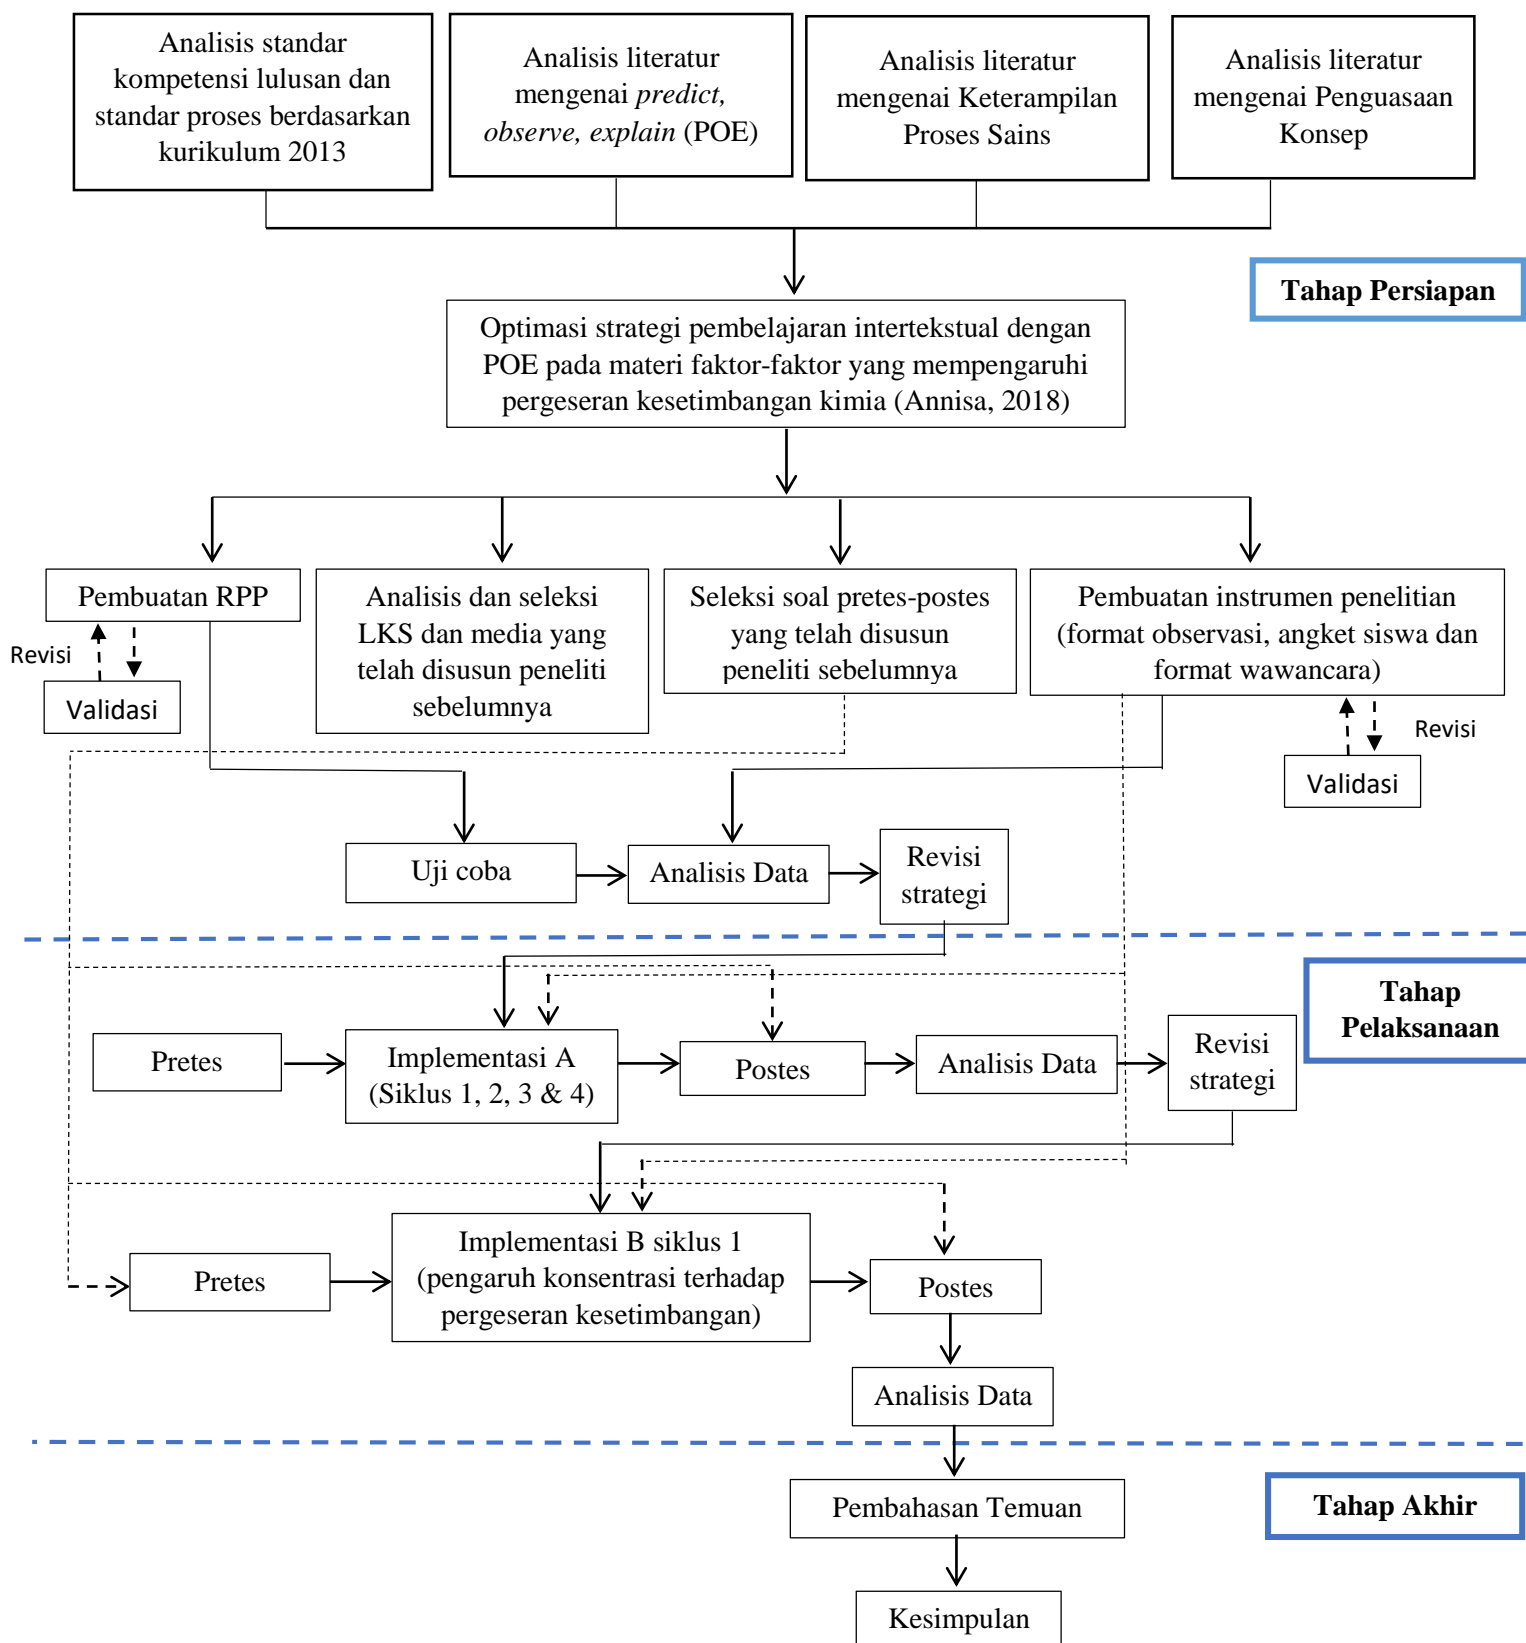 Analisis standar
kompetensi lulusan dan
standar proses berdasarkan
kurikulum 2013
Analisis literatur
mengenai predict,
observe, explain (POE)
Analisis literatur
mengenai Keterampilan
Proses Sains
Analisis literatur
mengenai Penguasaan
Konsep
Tahap Persiapan
Optimasi strategi pembelajaran intertekstual dengan
POE pada materi faktor-faktor yang mempengaruhi
pergeseran kesetimbangan kimia (Annisa, 2018)
Pembuatan RPP
Analisis dan seleksi
LKS dan media yang
telah disusun peneliti
sebelumnya
Seleksi soal pretes-postes
yang telah disusun
peneliti sebelumnya
Pembuatan instrumen penelitian
(format observasi, angket siswa dan
format wawancara)
Revisi
Validasi
Revisi
Validasi
Uji coba
Analisis Data
Revisi
strategi
Tahap
Pelaksanaan
Pretes
Implementasi A
(Siklus 1, 2, 3 & 4)
Postes
Analisis Data
Revisi
strategi
Pretes
Implementasi B siklus 1
(pengaruh konsentrasi terhadap
pergeseran kesetimbangan)
Postes
Analisis Data
Tahap Akhir
Pembahasan Temuan
Kesimpulan